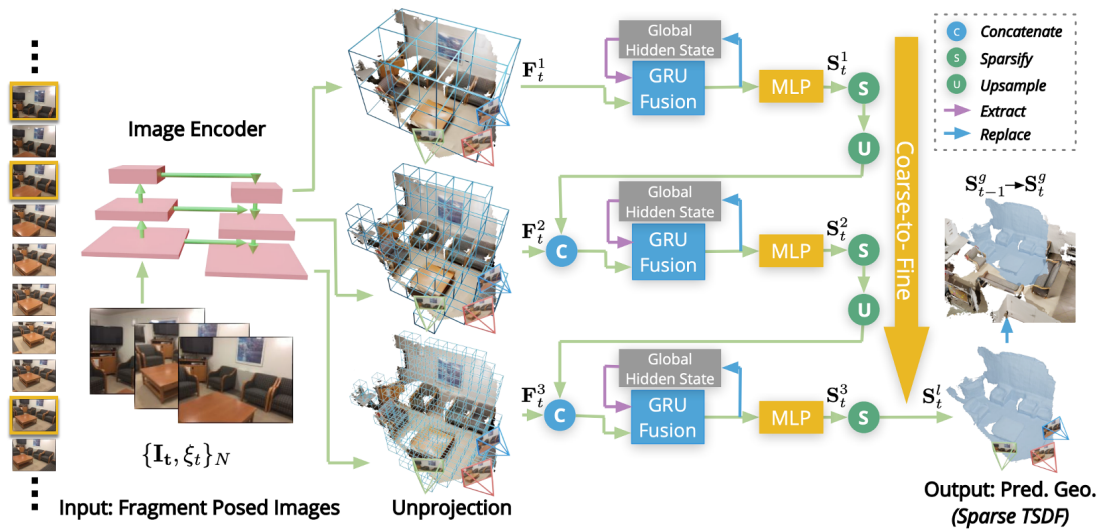 Image Encoder
{I_t, ξ_t}_N
Input: Fragment Posed Images
Unprojection
F_t^1
Global
Hidden State
GRU
Fusion
MLP
S_t^1
S
U
F_t^2
C
Global
Hidden State
GRU
Fusion
MLP
S_t^2
S
U
F_t^3
C
Global
Hidden State
GRU
Fusion
MLP
S_t^3
S
Coarse-to- Fine
S_t^l
C Concatenate
S Sparsify
U Upsample
Extract
Replace
S_{t-1}^g→S_t^g
Output: Pred. Geo.
(Sparse TSDF)